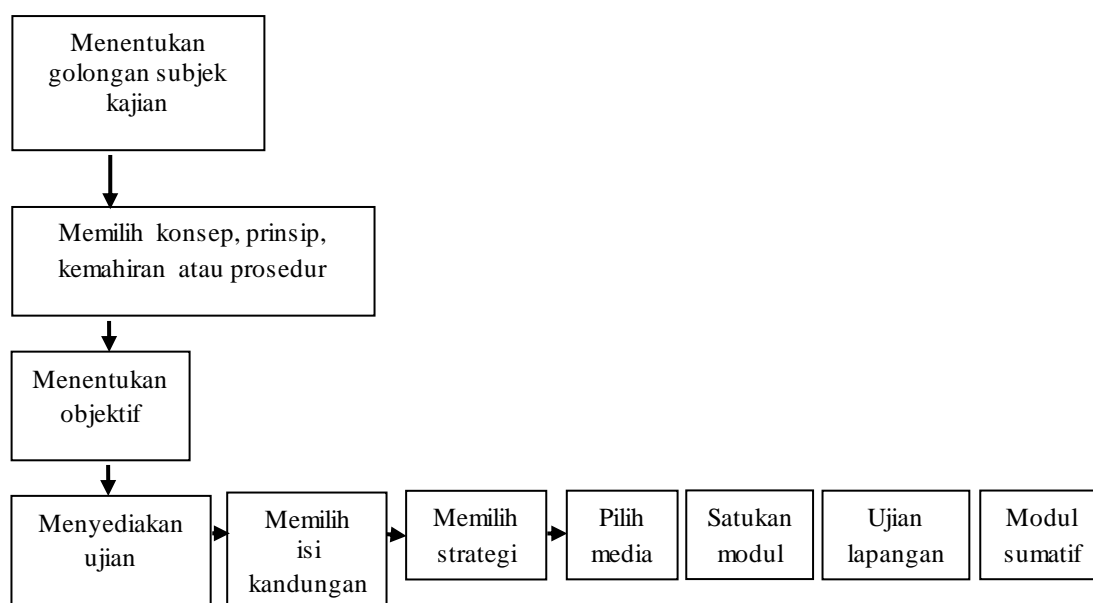 Menentukan
golongan subjek
kajian
Memilih konsep, prinsip,
kemahiran atau prosedur
Menentukan
objektif
Menyediakan
ujian
Memilih
isi
kandungan
Memilih
strategi
Pilih
media
Satukan
modul
Ujian
lapangan
Modul
sumatif